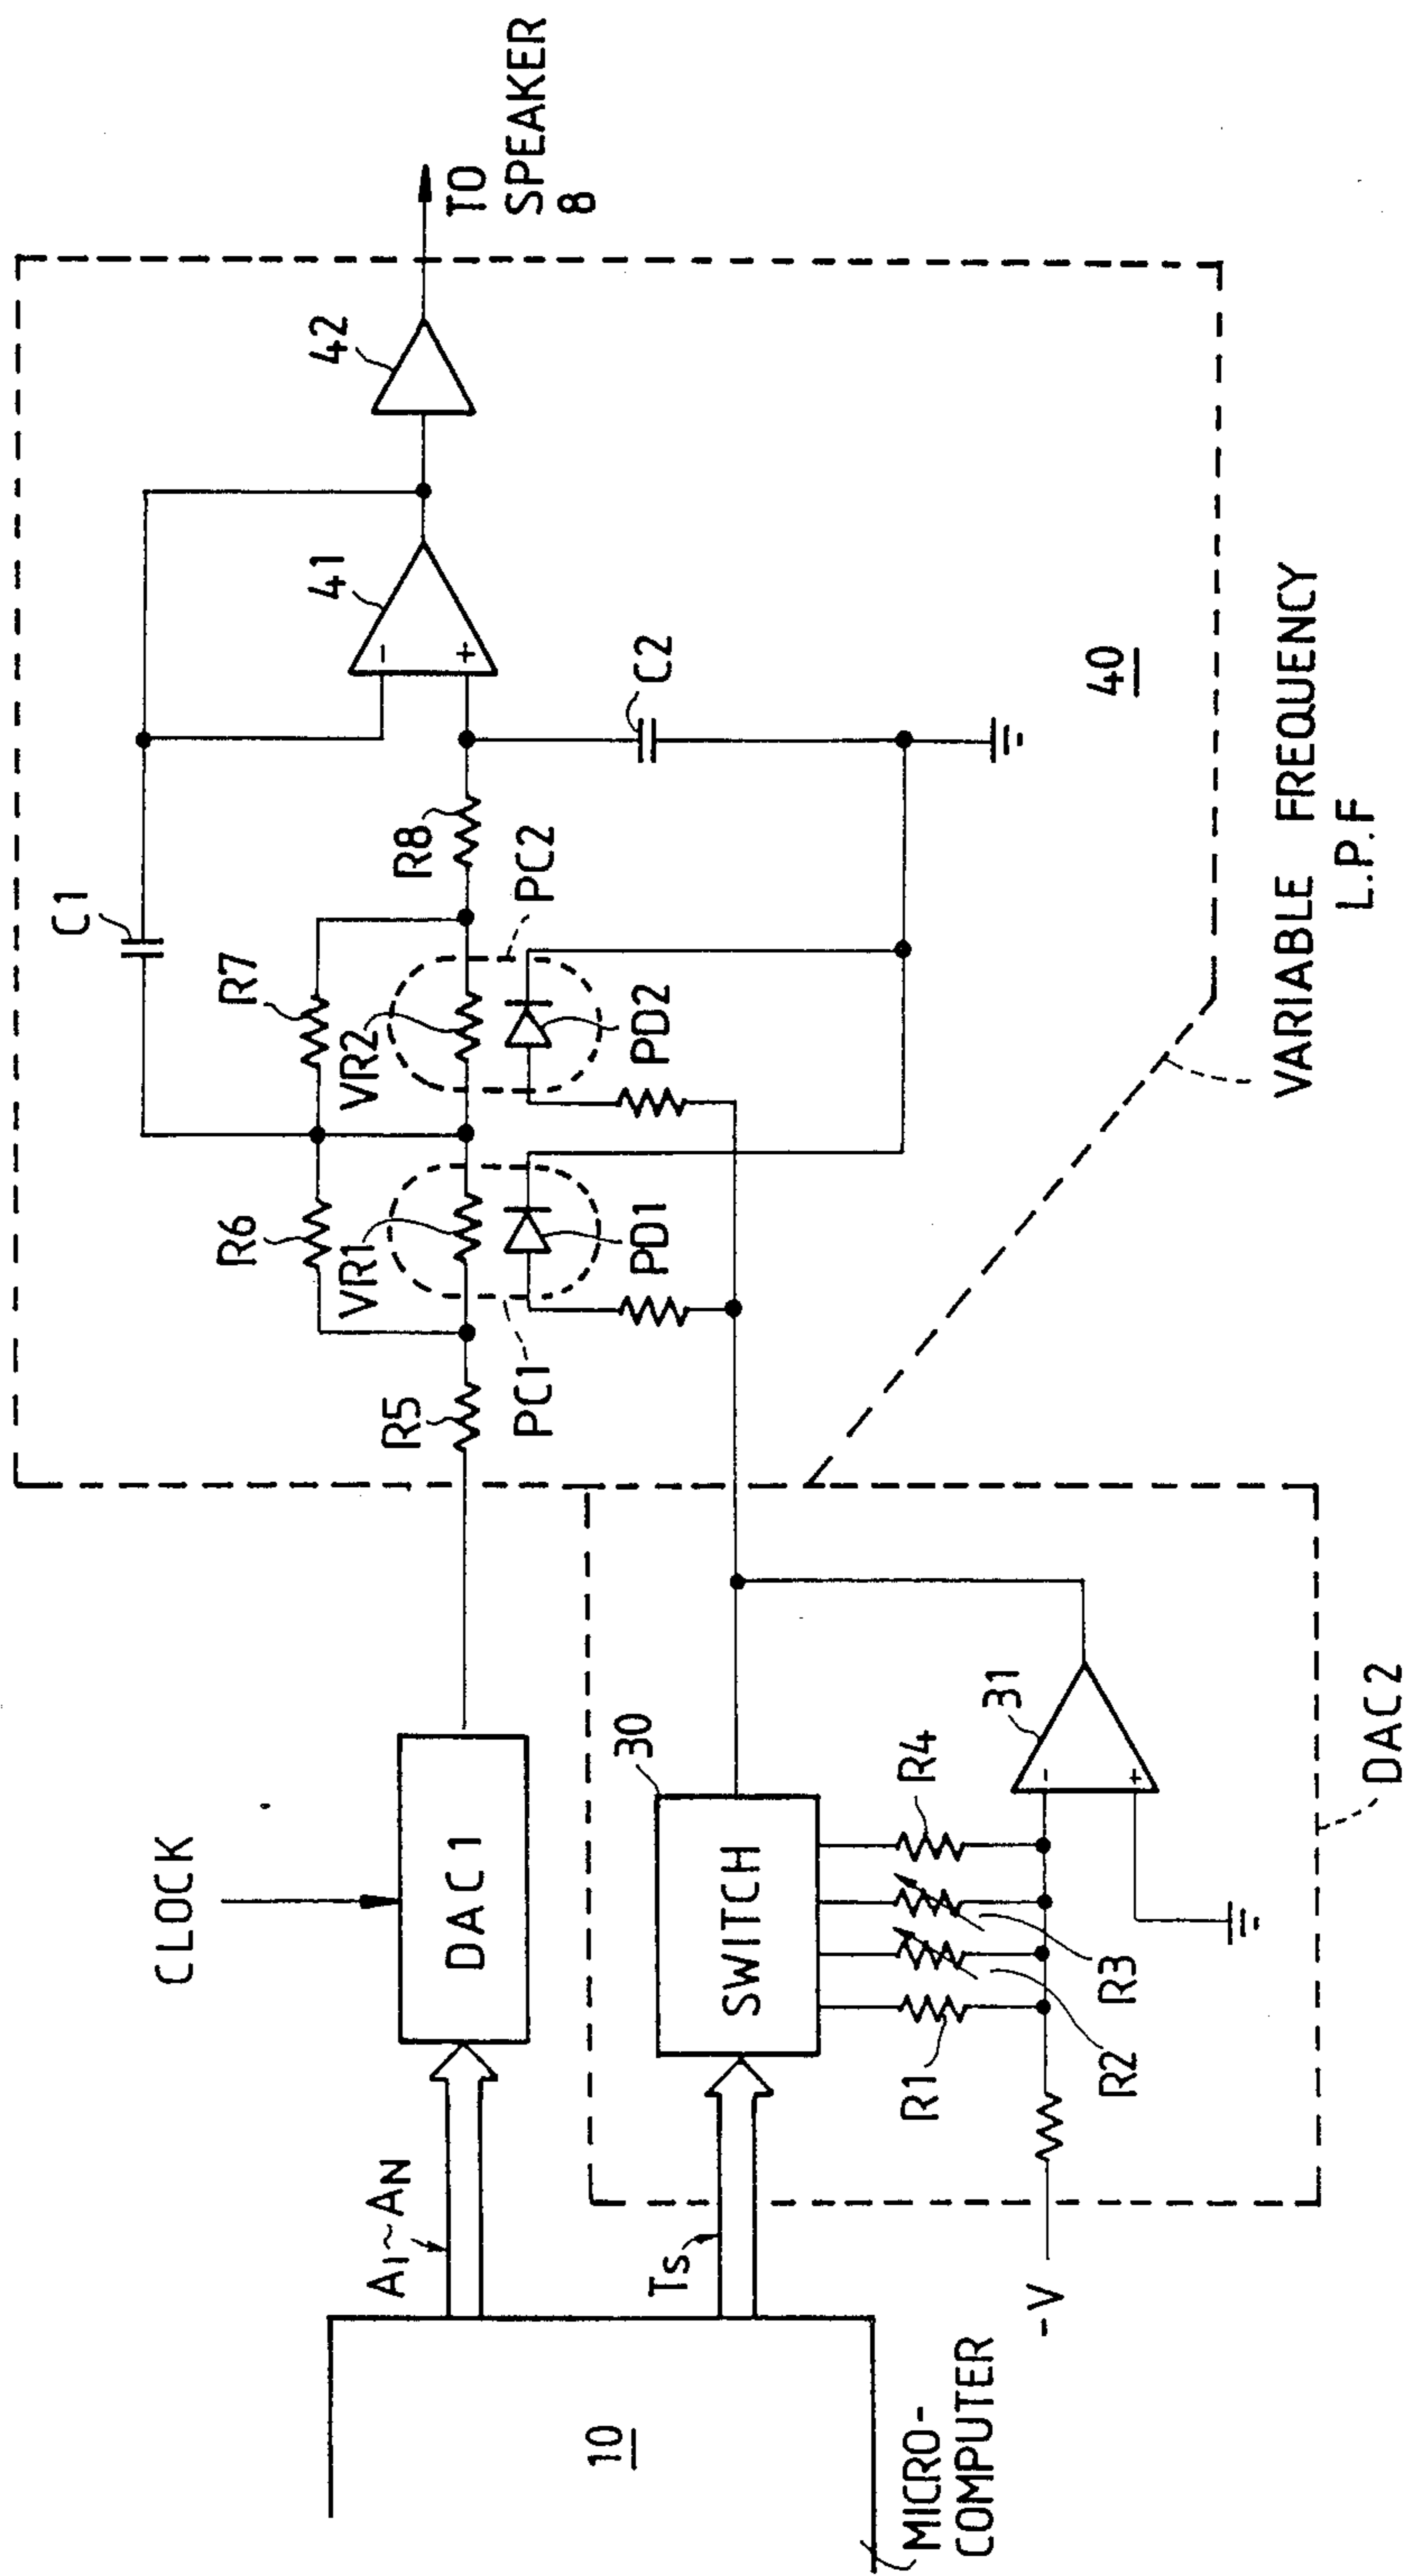 MICRO-
COMPUTER
10
A1~AN
TS
CLOCK
DAC1
30
SWITCH
R1
R2
R3
R4
31
-
+
-V
DAC2
R5
R6
VR1
PC1
PD1
C1
R7
VR2
PC2
PD2
R8
C2
41
-
+
42
40
TO
SPEAKER
8
VARIABLE FREQUENCY
L.P.F